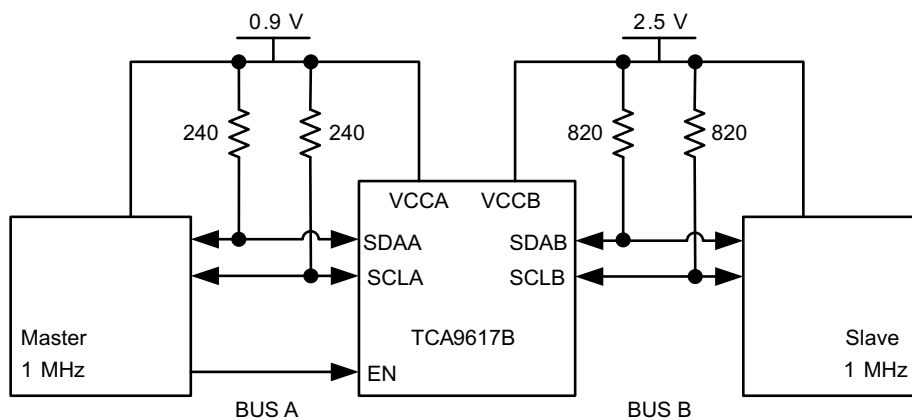 0.9 V 2.5 V
240 240 820 820
VCCA VCCB
SDAA SDAB
SCLA SCLB
Master TCA9617B Slave
1 MHz 1 MHz
EN
BUS A BUS B